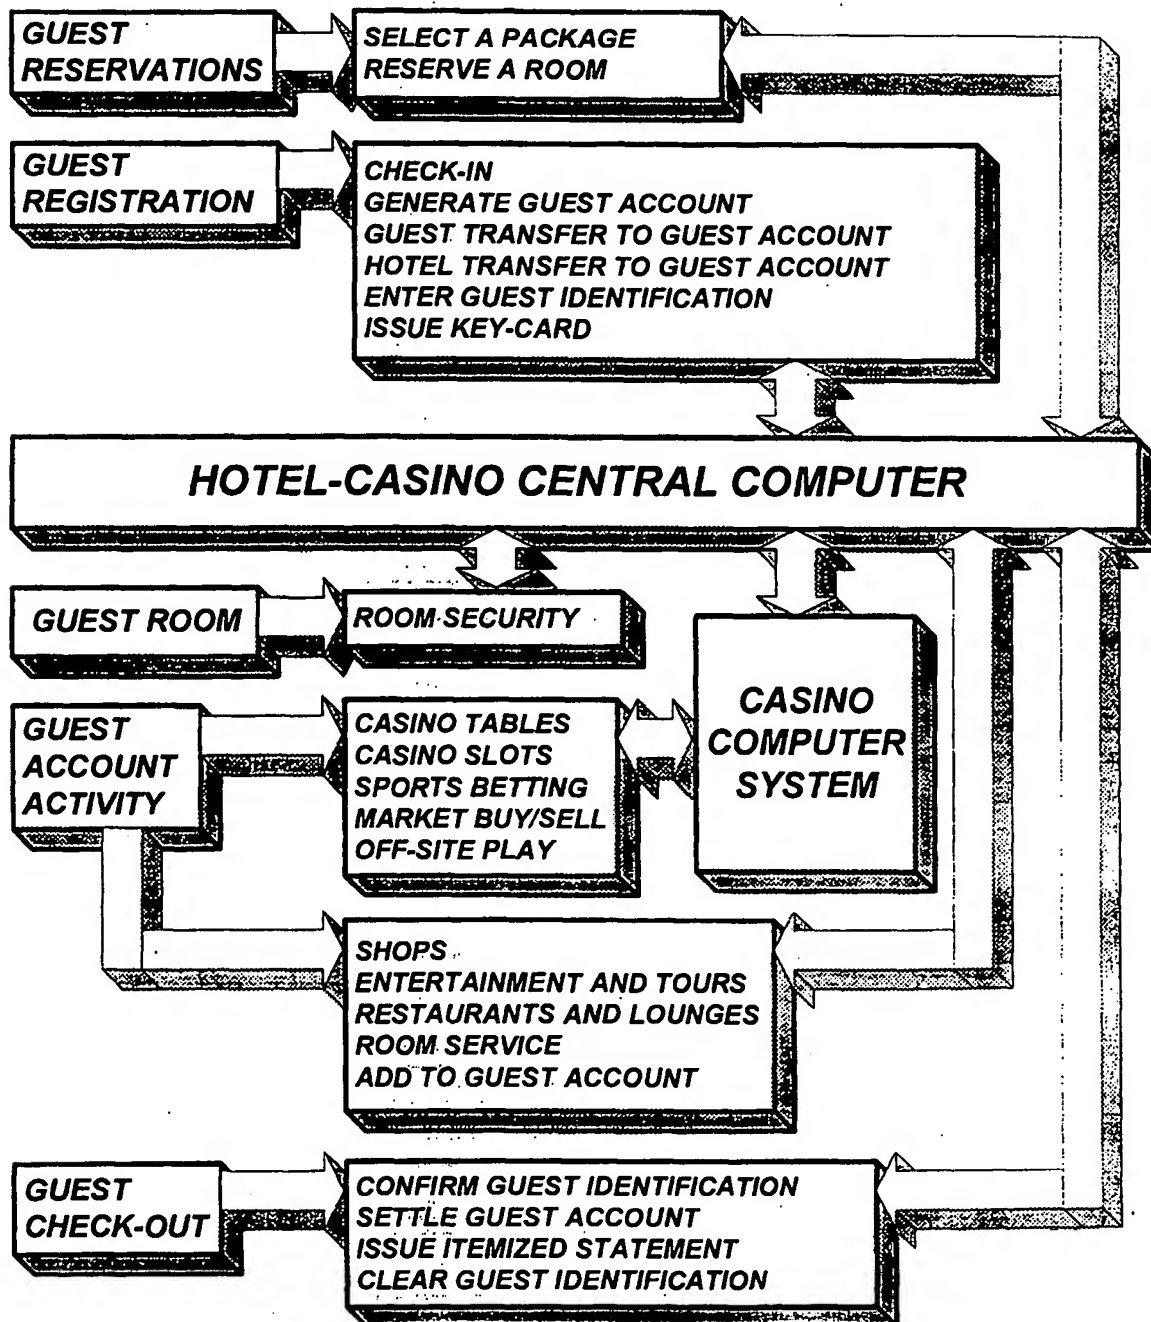 GUEST
RESERVATIONS
SELECT A PACKAGE
RESERVE A ROOM
GUEST
REGISTRATION
CHECK-IN
GENERATE GUEST ACCOUNT
GUEST TRANSFER TO GUEST ACCOUNT
HOTEL TRANSFER TO GUEST ACCOUNT
ENTER GUEST IDENTIFICATION
ISSUE KEY-CARD
HOTEL-CASINO CENTRAL COMPUTER
GUEST ROOM
ROOM SECURITY
GUEST
ACCOUNT
ACTIVITY
CASINO TABLES
CASINO SLOTS
SPORTS BETTING
MARKET BUY/SELL
OFF-SITE PLAY
CASINO
COMPUTER
SYSTEM
SHOPS
ENTERTAINMENT AND TOURS
RESTAURANTS AND LOUNGES
ROOM SERVICE
ADD TO GUEST ACCOUNT
GUEST
CHECK-OUT
CONFIRM GUEST IDENTIFICATION
SETTLE GUEST ACCOUNT
ISSUE ITEMIZED STATEMENT
CLEAR GUEST IDENTIFICATION